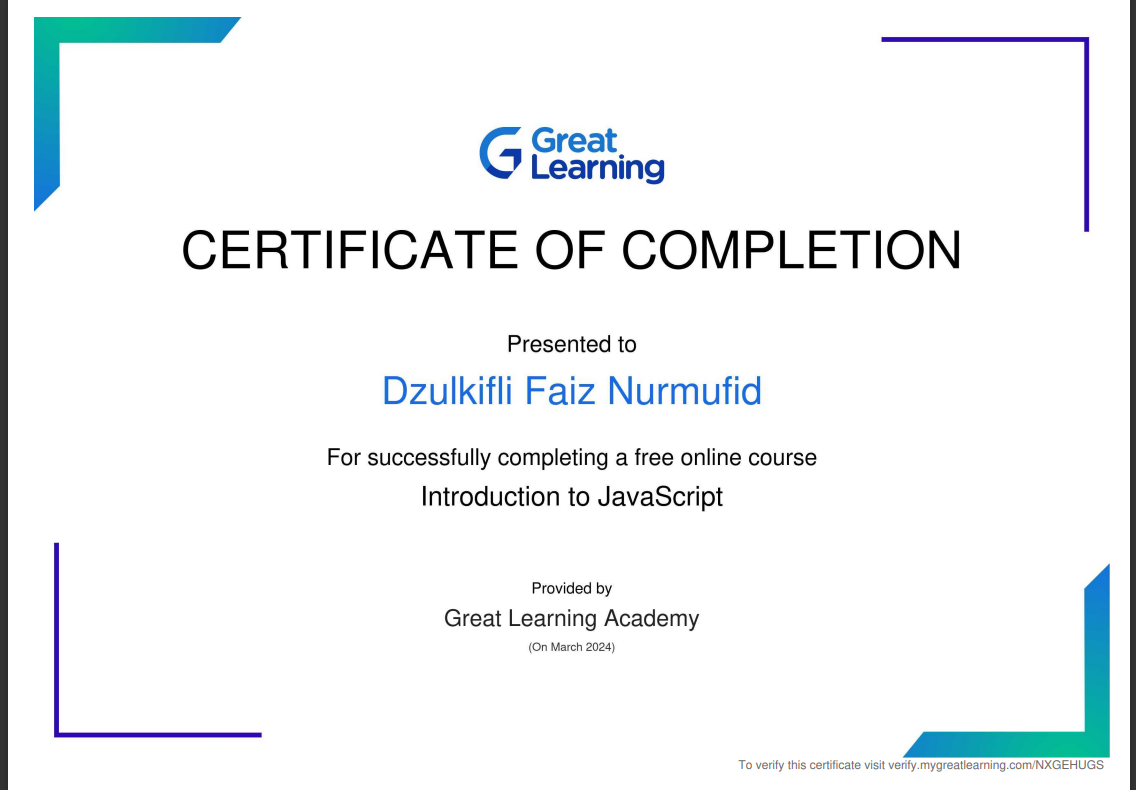 Great
Learning
CERTIFICATE OF COMPLETION
Presented to
Dzulkifli Faiz Nurmufid
For successfully completing a free online course
Introduction to JavaScript
Provided by
Great Learning Academy
(On March 2024)
To verify this certificate visit verify.mygreatlearning.com/NXGEHUGS